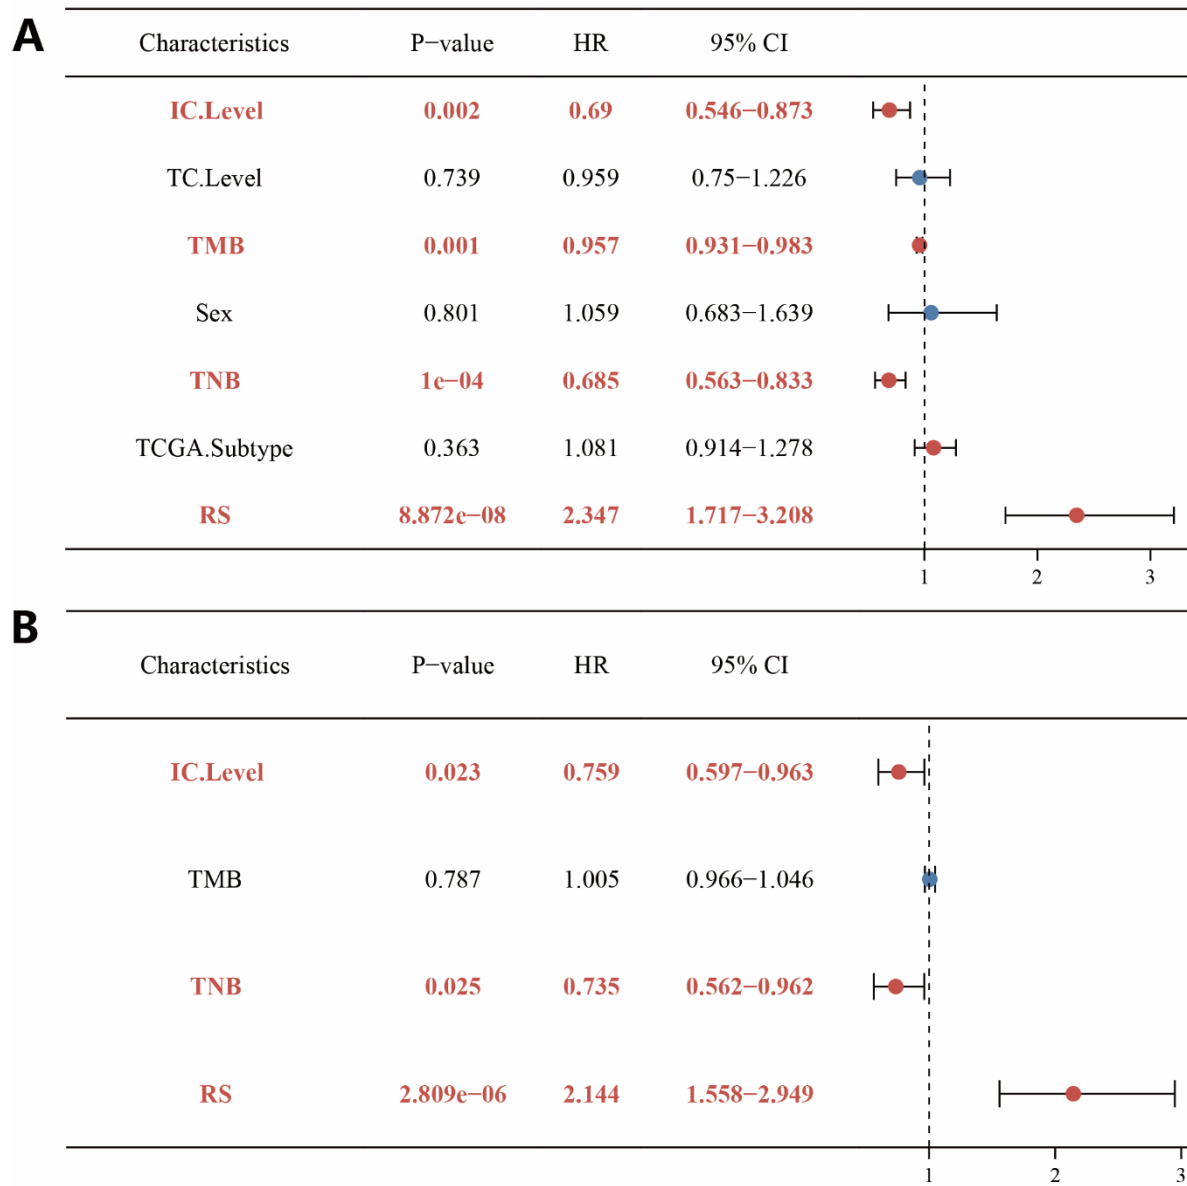 A
Characteristics P−value HR 95% CI
IC.Level 0.002 0.69 0.546−0.873
TC.Level 0.739 0.959 0.75−1.226
TMB 0.001 0.957 0.931−0.983
Sex 0.801 1.059 0.683−1.639
TNB 1e−04 0.685 0.563−0.833
TCGA.Subtype 0.363 1.081 0.914−1.278
RS 8.872e−08 2.347 1.717−3.208
1 2 3
B
Characteristics P−value HR 95% CI
IC.Level 0.023 0.759 0.597−0.963
TMB 0.787 1.005 0.966−1.046
TNB 0.025 0.735 0.562−0.962
RS 2.809e−06 2.144 1.558−2.949
1 2 3